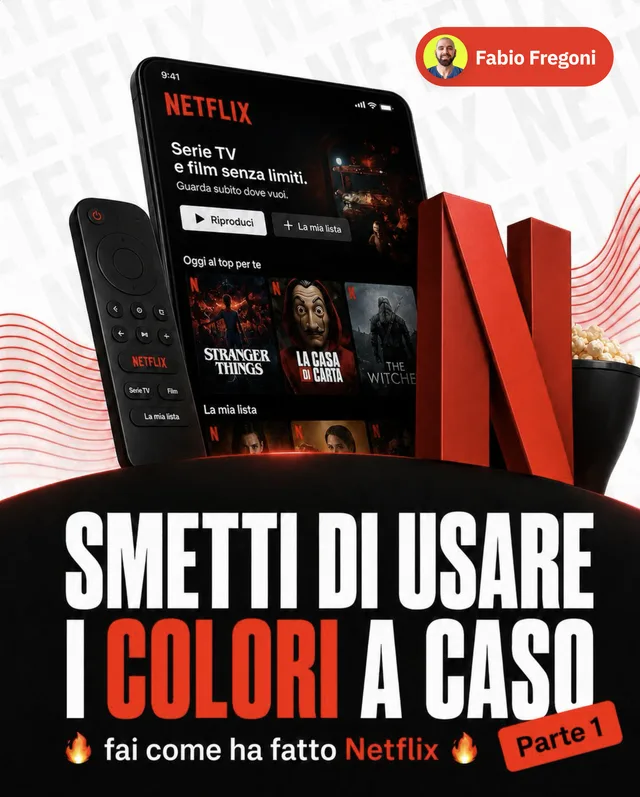 Fabio Fregoni
9:41
NETFLIX
Serie TV
e film senza limiti.
Guarda subito dove vuoi.
Riproduci
La mia lista
Oggi al top per te
N
STRANGER
THINGS
N
LA CASA
DI CARTA
N
THE
WITCHE
La mia lista
N
N
N
NETFLIX
Serie TV
Film
La mia lista
N
SMETTI DI USARE
I COLORI A CASO
🔥 fai come ha fatto Netflix 🔥
Parte 1